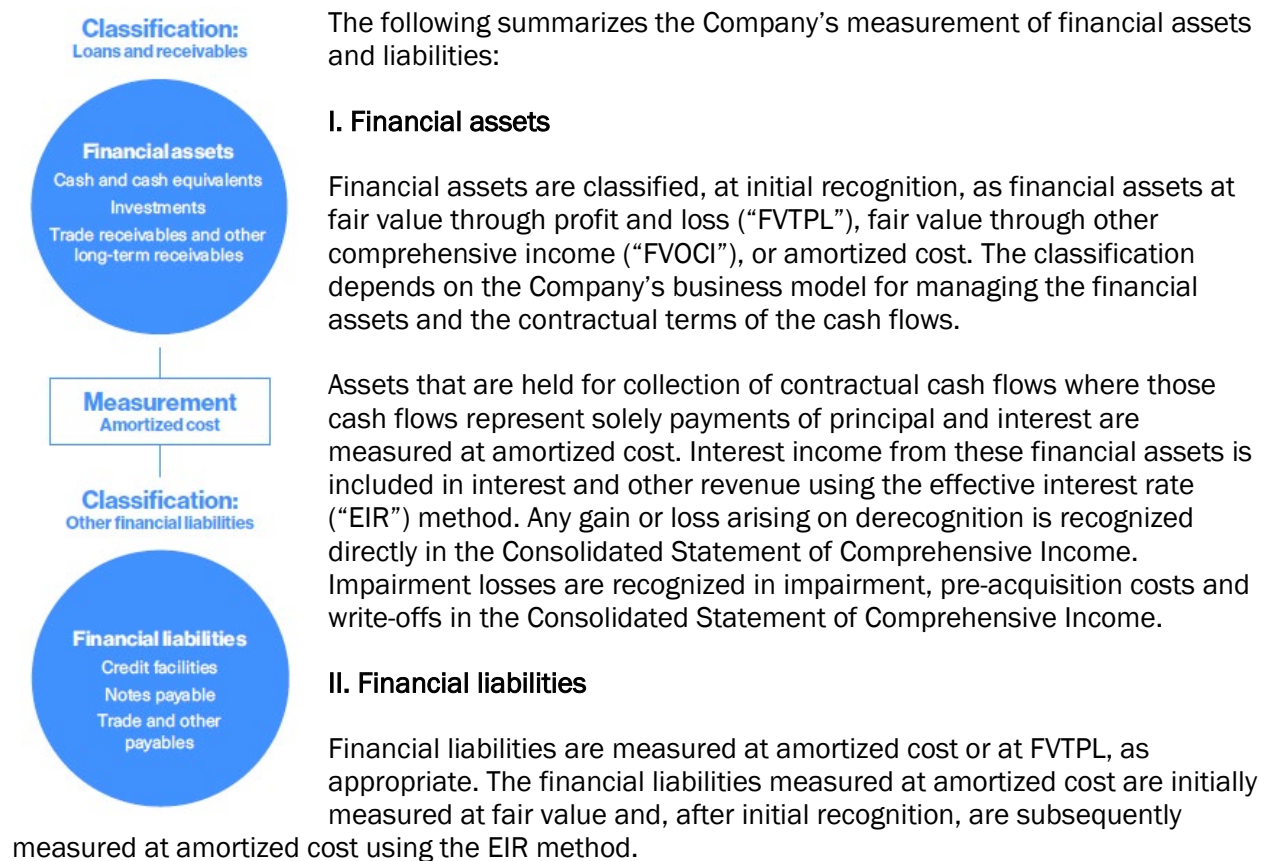 Classification:
Loans and receivables
Financial assets
Cash and cash equivalents
Investments
Trade receivables and other
long-term receivables
Measurement
Amortized cost
Classification:
Other financial liabilities
Financial liabilities
Credit facilities
Notes payable
Trade and other
payables
The following summarizes the Company’s measurement of financial assets
and liabilities:
I. Financial assets
Financial assets are classified, at initial recognition, as financial assets at
fair value through profit and loss (“FVTPL”), fair value through other
comprehensive income (“FVOCI”), or amortized cost. The classification
depends on the Company’s business model for managing the financial
assets and the contractual terms of the cash flows.
Assets that are held for collection of contractual cash flows where those
cash flows represent solely payments of principal and interest are
measured at amortized cost. Interest income from these financial assets is
included in interest and other revenue using the effective interest rate
(“EIR”) method. Any gain or loss arising on derecognition is recognized
directly in the Consolidated Statement of Comprehensive Income.
Impairment losses are recognized in impairment, pre-acquisition costs and
write-offs in the Consolidated Statement of Comprehensive Income.
II. Financial liabilities
Financial liabilities are measured at amortized cost or at FVTPL, as
appropriate. The financial liabilities measured at amortized cost are initially
measured at fair value and, after initial recognition, are subsequently
measured at amortized cost using the EIR method.